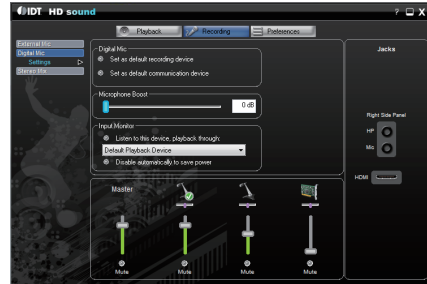 IDT HD sound
? X
Playback
Recording
Preferences
External Mic
Digital Mic
Settings
Stereo Mix
Digital Mic
Set as default recording device
Set as default communication device
Microphone Boost
0 dB
Input Monitor
Listen to this device, playback through:
Default Playback Device
Disable automatically to save power
Master
Mute
Mute
Mute
Mute
Jacks
Right Side Panel
HP
Mic
HDMI